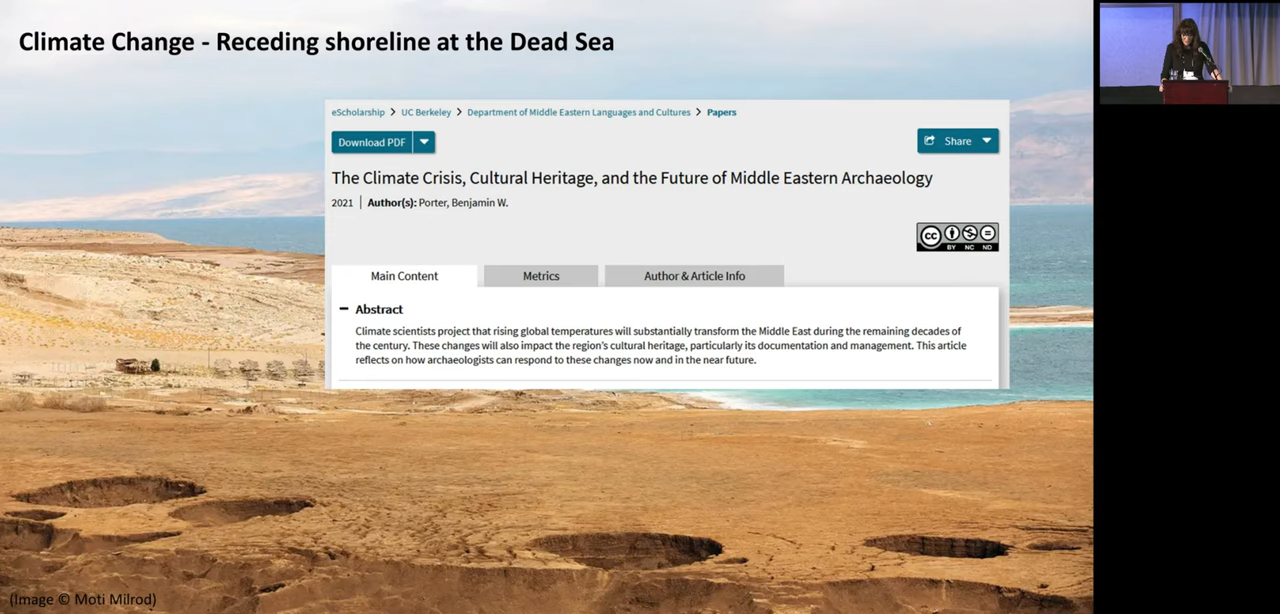 Climate Change - Receding shoreline at the Dead Sea
eScholarship > UC Berkeley > Department of Middle Eastern Languages and Cultures > Papers
Download PDF
Share
The Climate Crisis, Cultural Heritage, and the Future of Middle Eastern Archaeology
2021 | Author(s): Porter, Benjamin W.
cc
BY NC ND
Main Content
Metrics
Author & Article Info
Abstract
Climate scientists project that rising global temperatures will substantially transform the Middle East during the remaining decades of
the century. These changes will also impact the region's cultural heritage, particularly its documentation and management. This article
reflects on how archaeologists can respond to these changes now and in the near future.
(Image © Moti Milrod)